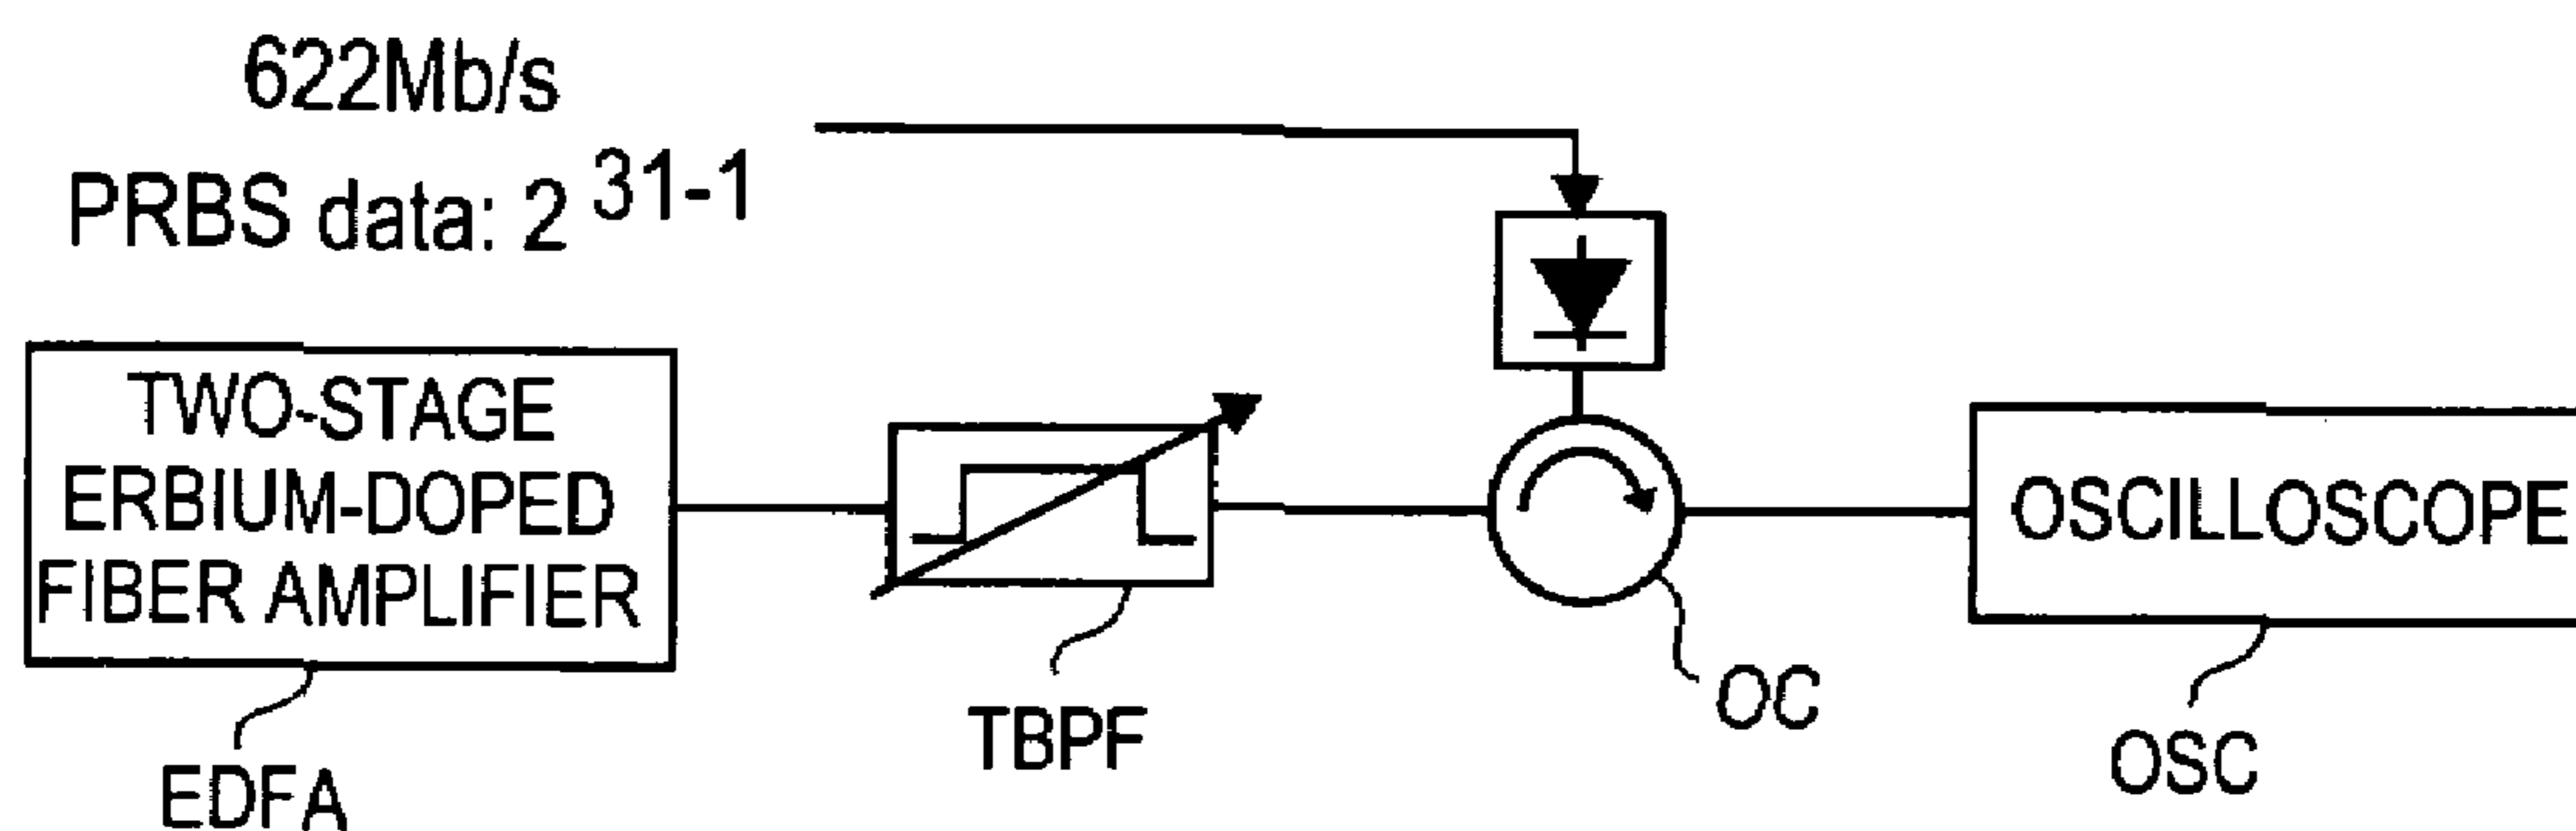 622Mb/s
PRBS data: 2 31-1
TWO-STAGE
ERBIUM-DOPED
FIBER AMPLIFIER
OSCILLOSCOPE
EDFA
TBPF
OC
OSC